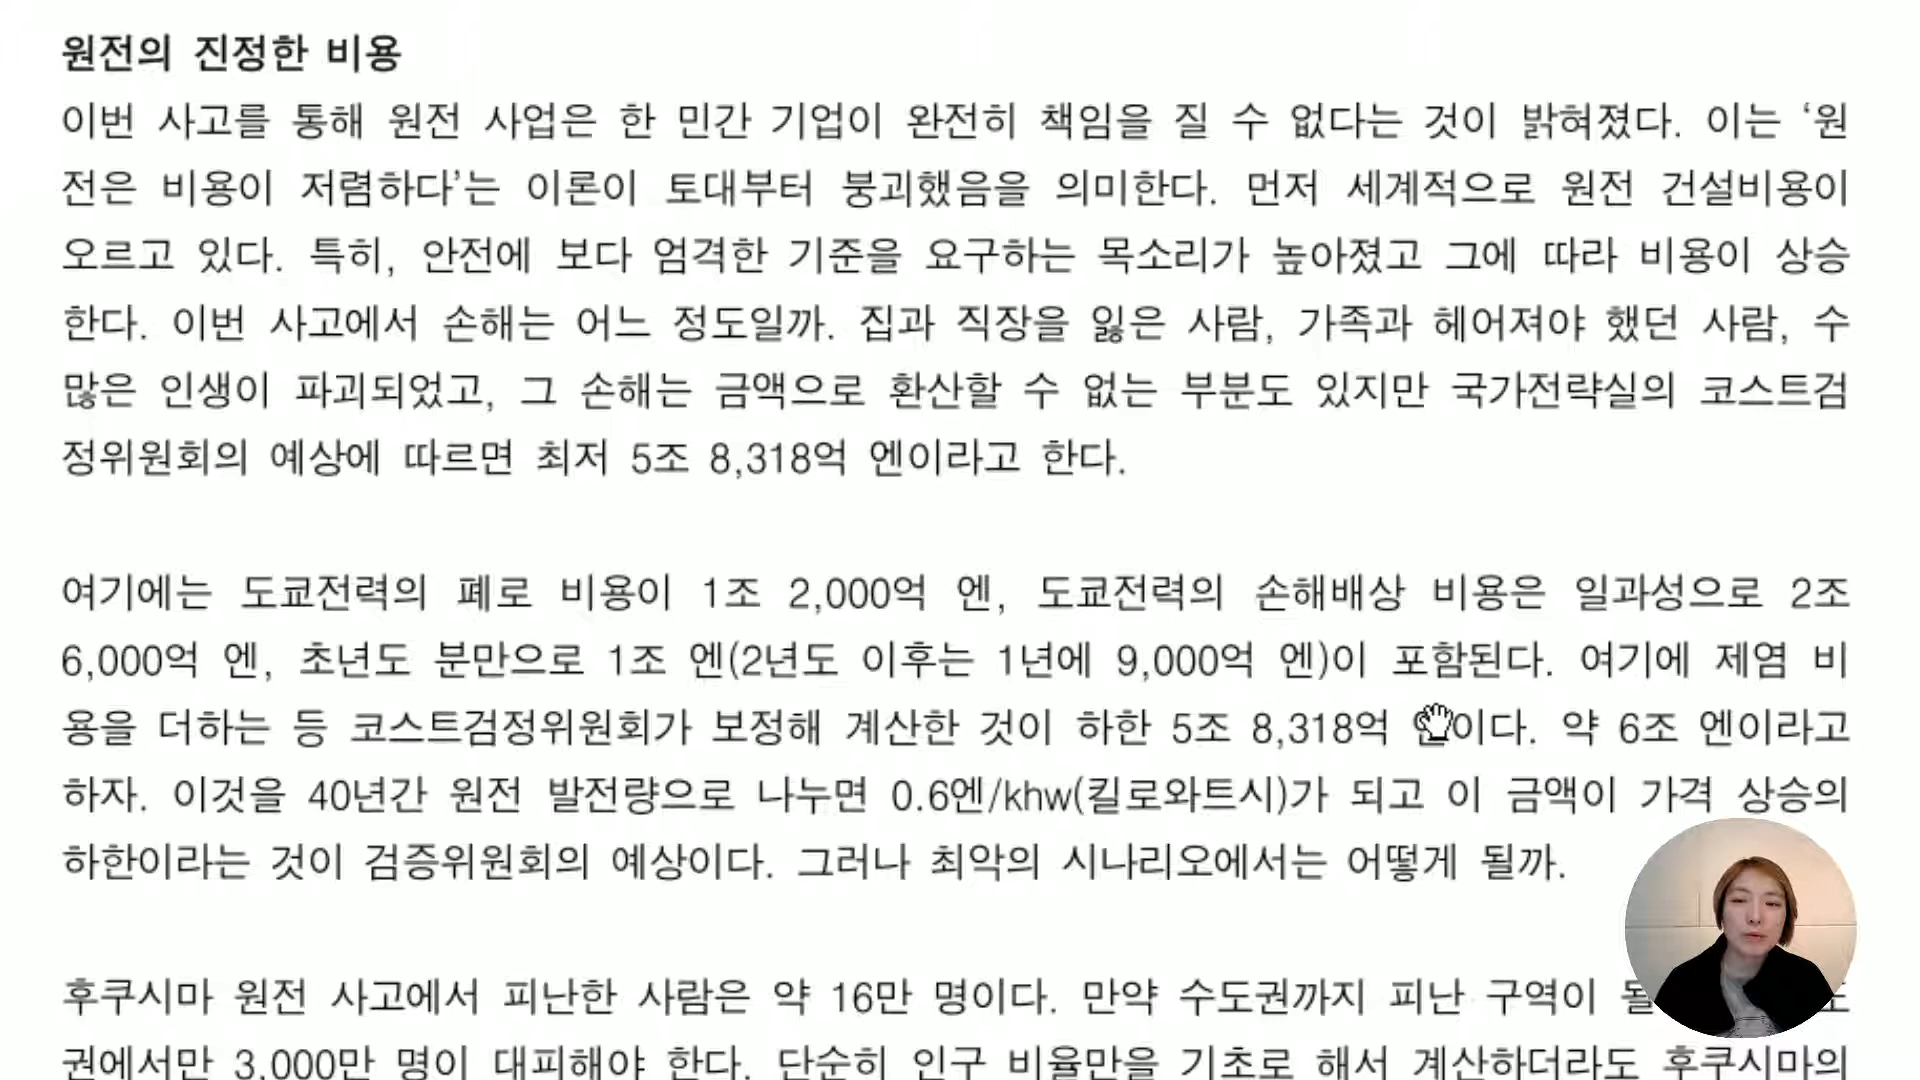 원전의 진정한 비용
이번 사고를 통해 원전 사업은 한 민간 기업이 완전히 책임을 질 수 없다는 것이 밝혀졌다. 이는 ‘원
전은 비용이 저렴하다’는 이론이 토대부터 붕괴했음을 의미한다. 먼저 세계적으로 원전 건설비용이
오르고 있다. 특히, 안전에 보다 엄격한 기준을 요구하는 목소리가 높아졌고 그에 따라 비용이 상승
한다. 이번 사고에서 손해는 어느 정도일까. 집과 직장을 잃은 사람, 가족과 헤어져야 했던 사람, 수
많은 인생이 파괴되었고, 그 손해는 금액으로 환산할 수 없는 부분도 있지만 국가전략실의 코스트검
정위원회의 예상에 따르면 최저 5조 8,318억 엔이라고 한다.
여기에는 도쿄전력의 폐로 비용이 1조 2,000억 엔, 도쿄전력의 손해배상 비용은 일과성으로 2조
6,000억 엔, 초년도 분만으로 1조 엔(2년도 이후는 1년에 9,000억 엔)이 포함된다. 여기에 제염 비
용을 더하는 등 코스트검정위원회가 보정해 계산한 것이 하한 5조 8,318억 이다. 약 6조 엔이라고
하자. 이것을 40년간 원전 발전량으로 나누면 0.6엔/khw(킬로와트시)가 되고 이 금액이 가격 상승의
하한이라는 것이 검증위원회의 예상이다. 그러나 최악의 시나리오에서는 어떻게 될까.
후쿠시마 원전 사고에서 피난한 사람은 약 16만 명이다. 만약 수도권까지 피난 구역이
권에서만 3,000만 명이 대피해야 한다. 단순히 인구 비율만을 기초로 해서 계산하더라도 후쿠시마의